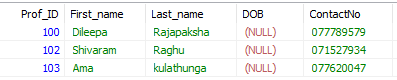 Prof_ID First_name Last_name DOB ContactNo
100 Dileepa Rajapaksha (NULL) 077789579
102 Shivaram Raghu (NULL) 071527934
103 Ama kulathunga (NULL) 077620047